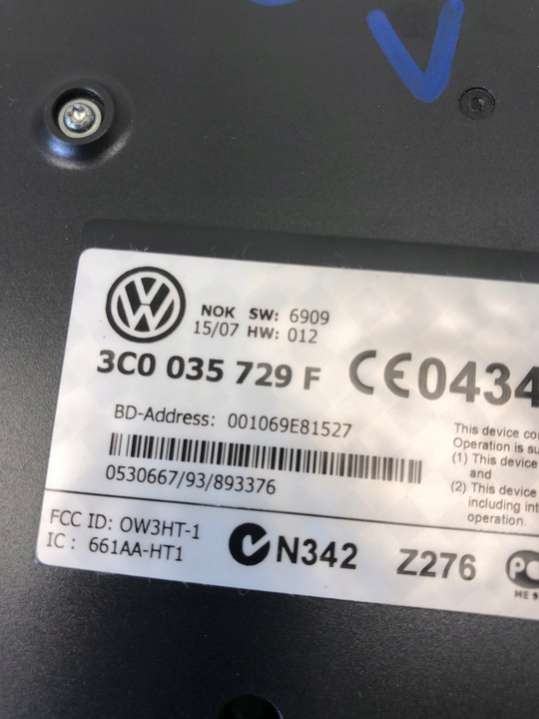 V
NOK SW: 6909
15/07 HW: 012
3C0 035 729 F CE0434
BD-Address: 001069E81527
0530667/93/893376
This device
Operation is
(1) This device
and
(2) This device
including
operation.
FCC ID: OW3HT-1
IC : 661AA-HT1
N342 Z276